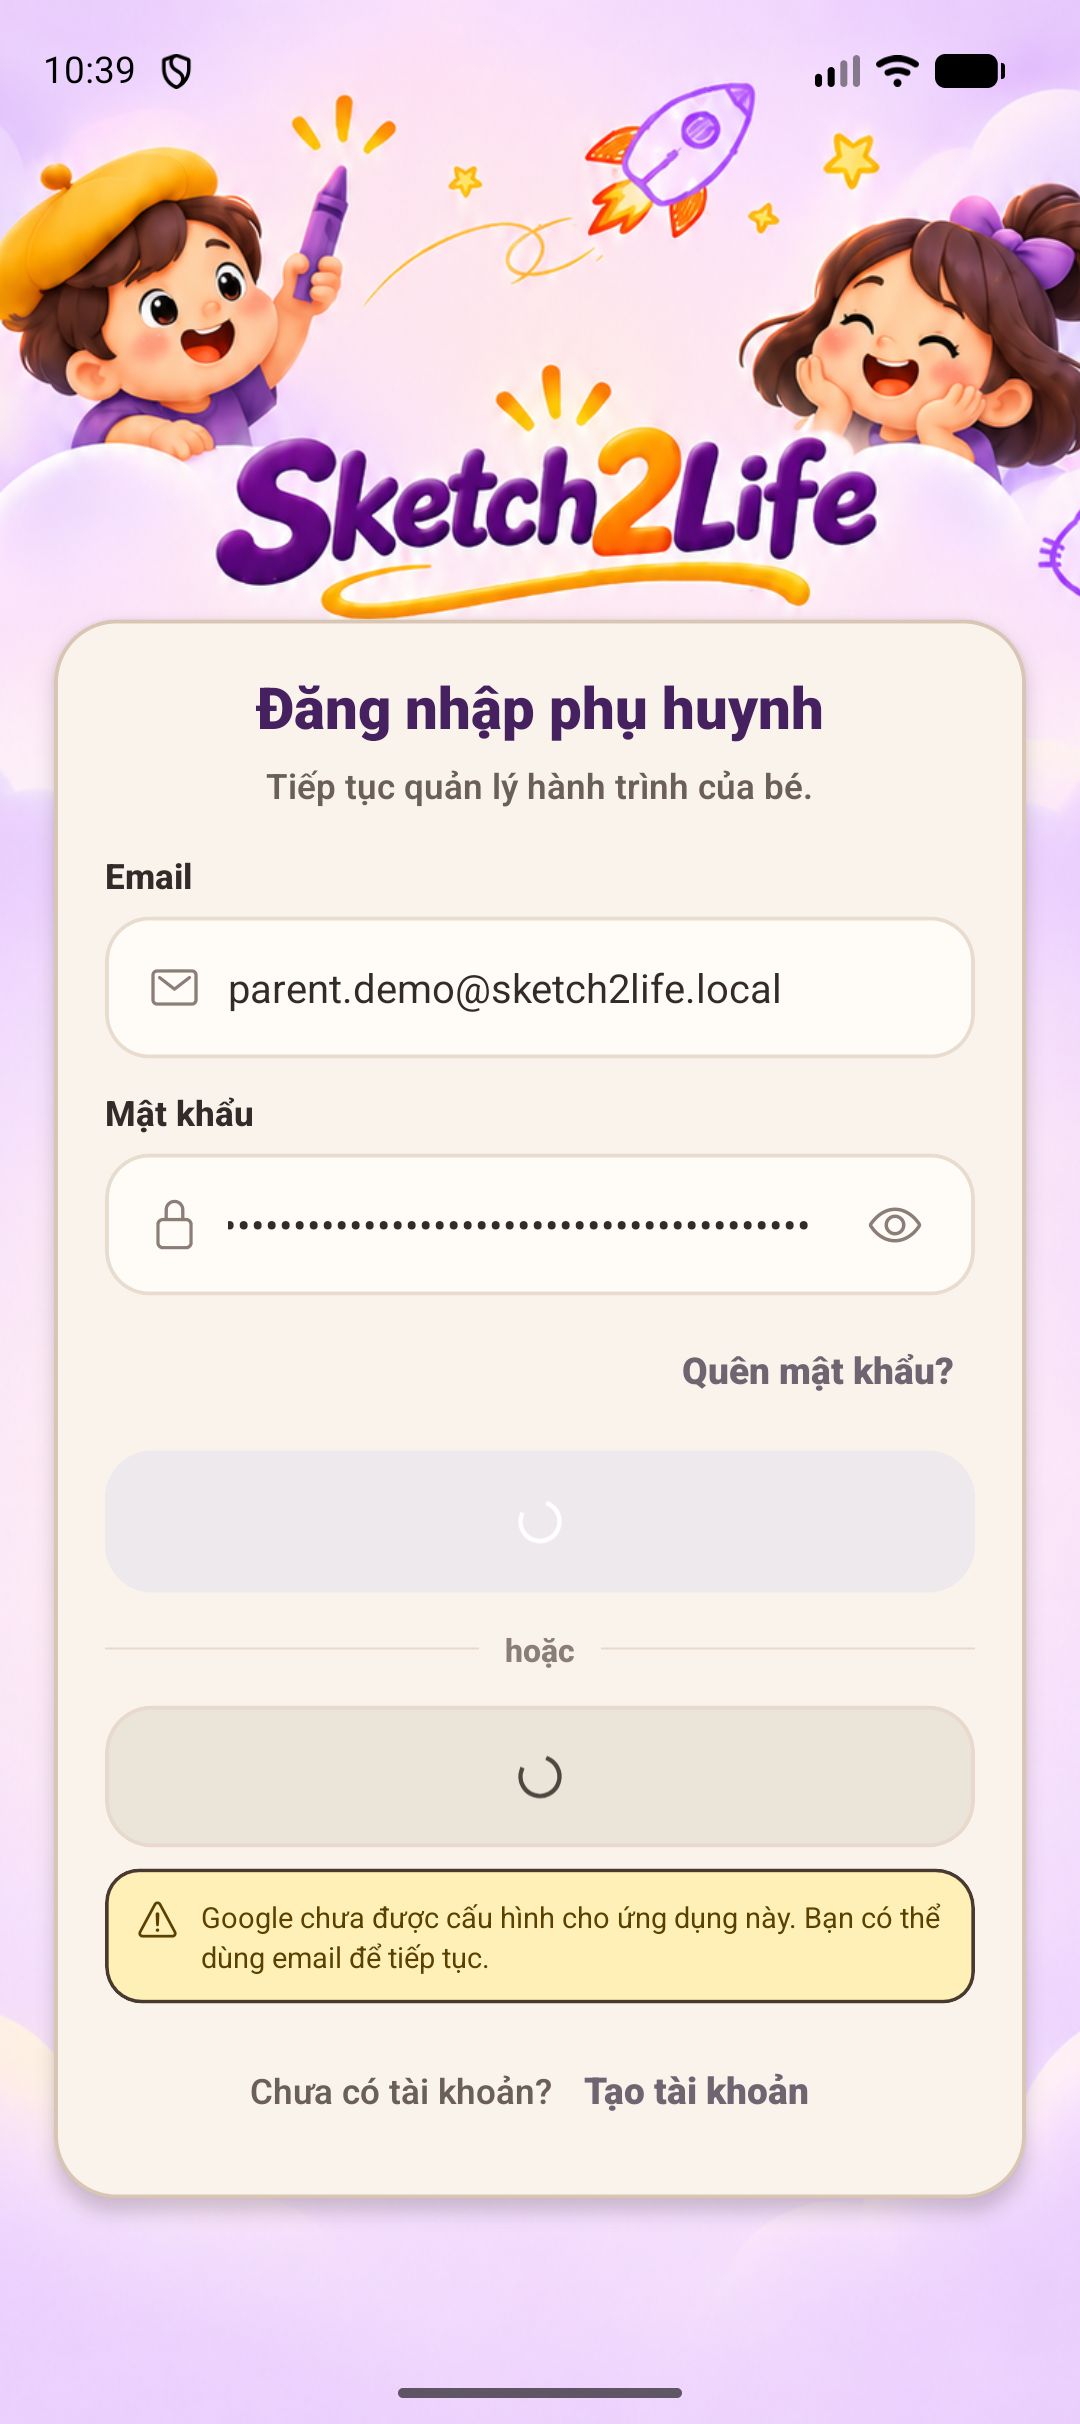 10:39
Sketch2Life
Đăng nhập phụ huynh
Tiếp tục quản lý hành trình của bé.
Email
parent.demo@sketch2life.local
Mật khẩu
Quên mật khẩu?
hoặc
Google chưa được cấu hình cho ứng dụng này. Bạn có thể
dùng email để tiếp tục.
Chưa có tài khoản? Tạo tài khoản